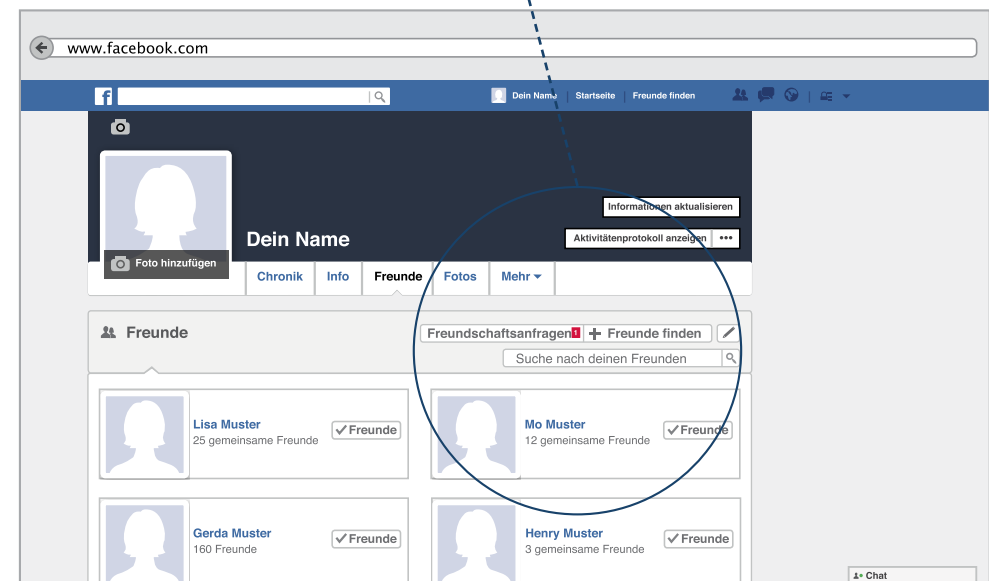 www.facebook.com
f
Dein Name Startseite Freunde finden
Informationen aktualisieren
Dein Name
Aktivitätenprotokoll anzeigen •••
Foto hinzufügen
Chronik Info Freunde Fotos Mehr
Freunde
Freundschaftsanfragen 1 + Freunde finden
Suche nach deinen Freunden
Lisa Muster
25 gemeinsame Freunde
✓Freunde
Mo Muster
12 gemeinsame Freunde
✓Freunde
Gerda Muster
160 Freunde
✓Freunde
Henry Muster
3 gemeinsame Freunde
✓Freunde
Chat